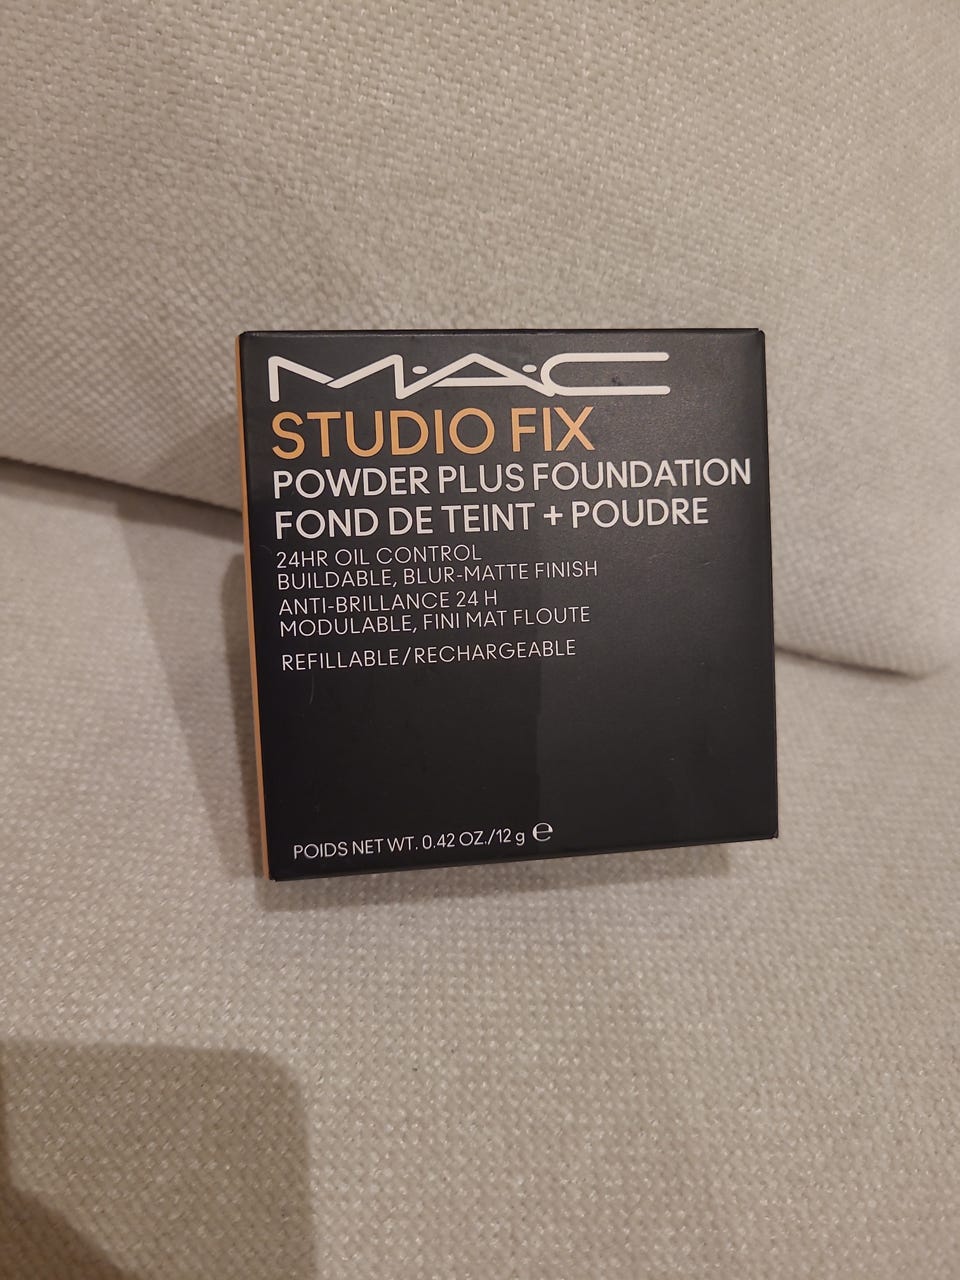 MAC
STUDIO FIX
POWDER PLUS FOUNDATION
FOND DE TEINT + POUDRE
24HR OIL CONTROL
BUILDABLE, BLUR-MATTE FINISH
ANTI-BRILLANCE 24 H
MODULABLE, FINI MAT FLOUTE
REFILLABLE/RECHARGEABLE
POIDS NET WT. 0.42 OZ./12 g ℮